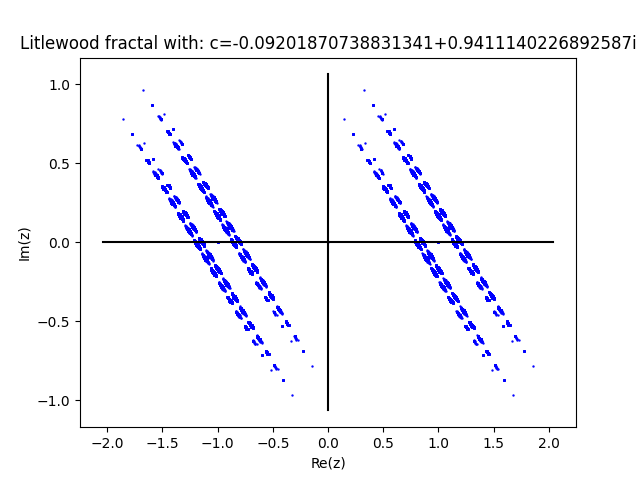 Litlewood fractal with: c=-0.09201870738831341+0.9411140226892587i
1.0
0.5
0.0
−0.5
−1.0
Im(z)
−2.0 −1.5 −1.0 −0.5 0.0 0.5 1.0 1.5 2.0
Re(z)